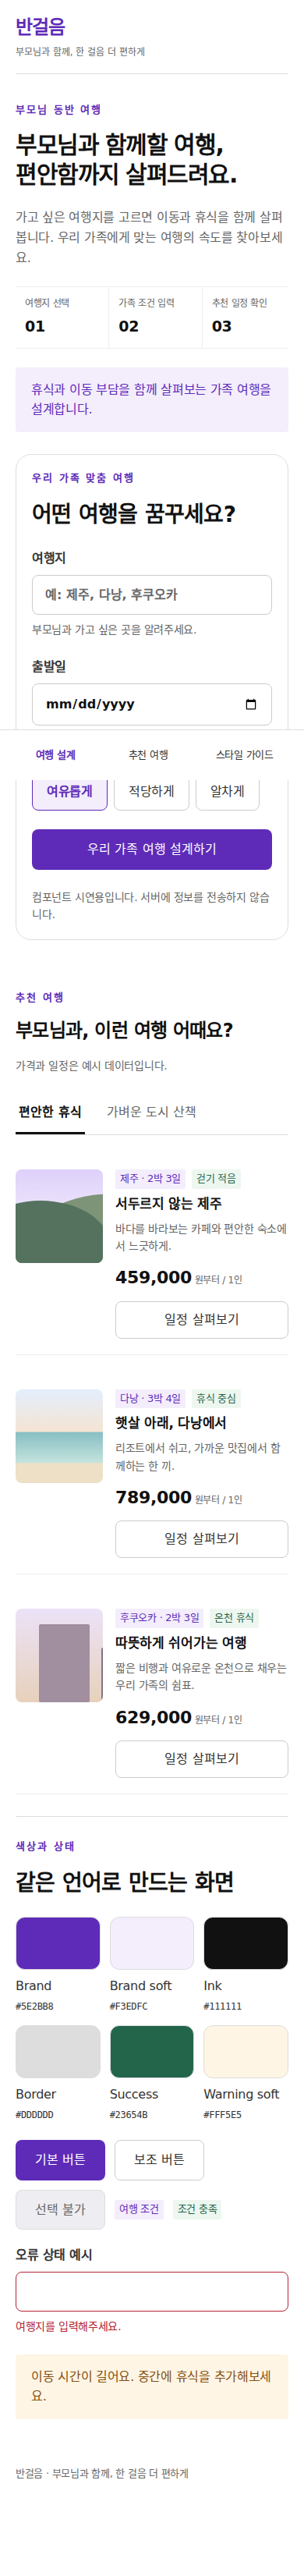 반걸음
부모님과 함께, 한 걸음 더 편하게
부모님 동반 여행
부모님과 함께할 여행,
편안함까지 살펴드려요.
가고 싶은 여행지를 고르면 이동과 휴식을 함께 살펴
봅니다. 우리 가족에게 맞는 여행의 속도를 찾아보세
요.
여행지 선택
01
가족 조건 입력
02
추천 일정 확인
03
휴식과 이동 부담을 함께 살펴보는 가족 여행을
설계합니다.
우리 가족 맞춤 여행
어떤 여행을 꿈꾸세요?
여행지
예: 제주, 다낭, 후쿠오카
부모님과 가고 싶은 곳을 알려주세요.
출발일
mm/dd/yyyy
여행 설계
추천 여행
스타일 가이드
여유롭게
적당하게
알차게
우리 가족 여행 설계하기
컴포넌트 시연용입니다. 서버에 정보를 전송하지 않습
니다.
추천 여행
부모님과, 이런 여행 어때요?
가격과 일정은 예시 데이터입니다.
편안한 휴식
가벼운 도시 산책
제주 · 2박 3일
걷기 적음
서두르지 않는 제주
바다를 바라보는 카페와 편안한 숙소에
서 느긋하게.
459,000 원부터 / 1인
일정 살펴보기
다낭 · 3박 4일
휴식 중심
햇살 아래, 다낭에서
리조트에서 쉬고, 가까운 맛집에서 함
께하는 한 끼.
789,000 원부터 / 1인
일정 살펴보기
후쿠오카 · 2박 3일
온천 휴식
따뜻하게 쉬어가는 여행
짧은 비행과 여유로운 온천으로 채우는
우리 가족의 쉼표.
629,000 원부터 / 1인
일정 살펴보기
색상과 상태
같은 언어로 만드는 화면
Brand
#5E2BB8
Brand soft
#F3EDFC
Ink
#111111
Border
#DDDDDD
Success
#23654B
Warning soft
#FFF5E5
기본 버튼
보조 버튼
선택 불가
여행 조건
조건 충족
오류 상태 예시
여행지를 입력해주세요.
이동 시간이 길어요. 중간에 휴식을 추가해보세
요.
반걸음 · 부모님과 함께, 한 걸음 더 편하게